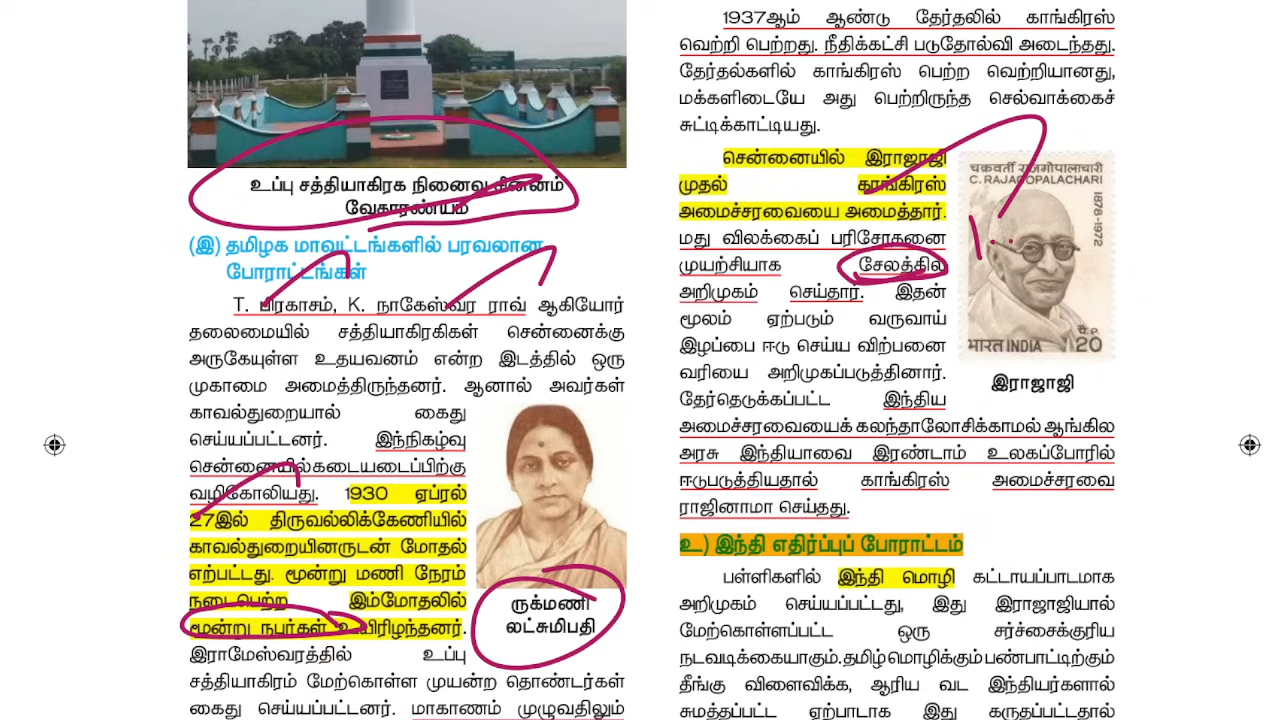 உப்பு சத்தியாகிரக நினைவு சின்னம்
வேதாரண்யம்
(இ) தமிழக மாவட்டங்களில் பரவலான
போராட்டங்கள்
T. பிரகாசம், K. நாகேஸ்வர ராவ் ஆகியோர்
தலைமையில் சத்தியாகிரகிகள் சென்னைக்கு
அருகேயுள்ள உதயவனம் என்ற இடத்தில் ஒரு
முகாமை அமைத்திருந்தனர். ஆனால் அவர்கள்
காவல்துறையால் கைது
செய்யப்பட்டனர். இந்நிகழ்வு
சென்னையில்கடையடைப்பிற்கு
வழிகோலியது. 1930 ஏப்ரல்
27இல் திருவல்லிக்கேணியில்
காவல்துறையினருடன் மோதல்
ஏற்பட்டது. மூன்று மணி நேரம்
நடைபெற்ற இம்மோதலில்
மூன்று நபர்கள் உயிரிழந்தனர்.
இராமேஸ்வரத்தில் உப்பு
சத்தியாகிரம் மேற்கொள்ள முயன்ற தொண்டர்கள்
கைது செய்யப்பட்டனர். மாகாணம் முழுவதிலும்
ருக்மணி
லட்சுமிபதி
1937ஆம் ஆண்டு தேர்தலில் காங்கிரஸ்
வெற்றி பெற்றது. நீதிக்கட்சி படுதோல்வி அடைந்தது.
தேர்தல்களில் காங்கிரஸ் பெற்ற வெற்றியானது,
மக்களிடையே அது பெற்றிருந்த செல்வாக்கைச்
சுட்டிக்காட்டியது.
சென்னையில் இராஜாஜி
முதல் காங்கிரஸ்
அமைச்சரவையை அமைத்தார்.
மது விலக்கைப் பரிசோதனை
முயற்சியாக சேலத்தில்
அறிமுகம் செய்தார். இதன்
மூலம் ஏற்படும் வருவாய்
இழப்பை ஈடு செய்ய விற்பனை
வரியை அறிமுகப்படுத்தினார்.
தேர்தெடுக்கப்பட்ட இந்திய
அமைச்சரவையைக் கலந்தாலோசிக்காமல் ஆங்கில
அரசு இந்தியாவை இரண்டாம் உலகப்போரில்
ஈடுபடுத்தியதால் காங்கிரஸ் அமைச்சரவை
ராஜினாமா செய்தது.
चक्रवर्ती राजगोपालाचारी
C. RAJAGOPALACHARI
1878-1972
भारत INDIA
पै. P.
120
இராஜாஜி
உ) இந்தி எதிர்ப்புப் போராட்டம்
பள்ளிகளில் இந்தி மொழி கட்டாயப்பாடமாக
அறிமுகம் செய்யப்பட்டது, இது இராஜாஜியால்
மேற்கொள்ளப்பட்ட ஒரு சர்ச்சைக்குரிய
நடவடிக்கையாகும். தமிழ் மொழிக்கும் பண்பாட்டிற்கும்
தீங்கு விளைவிக்க, ஆரிய வட இந்தியர்களால்
சுமத்தப்பட்ட ஏற்பாடாக இது கருதப்பட்டதால்